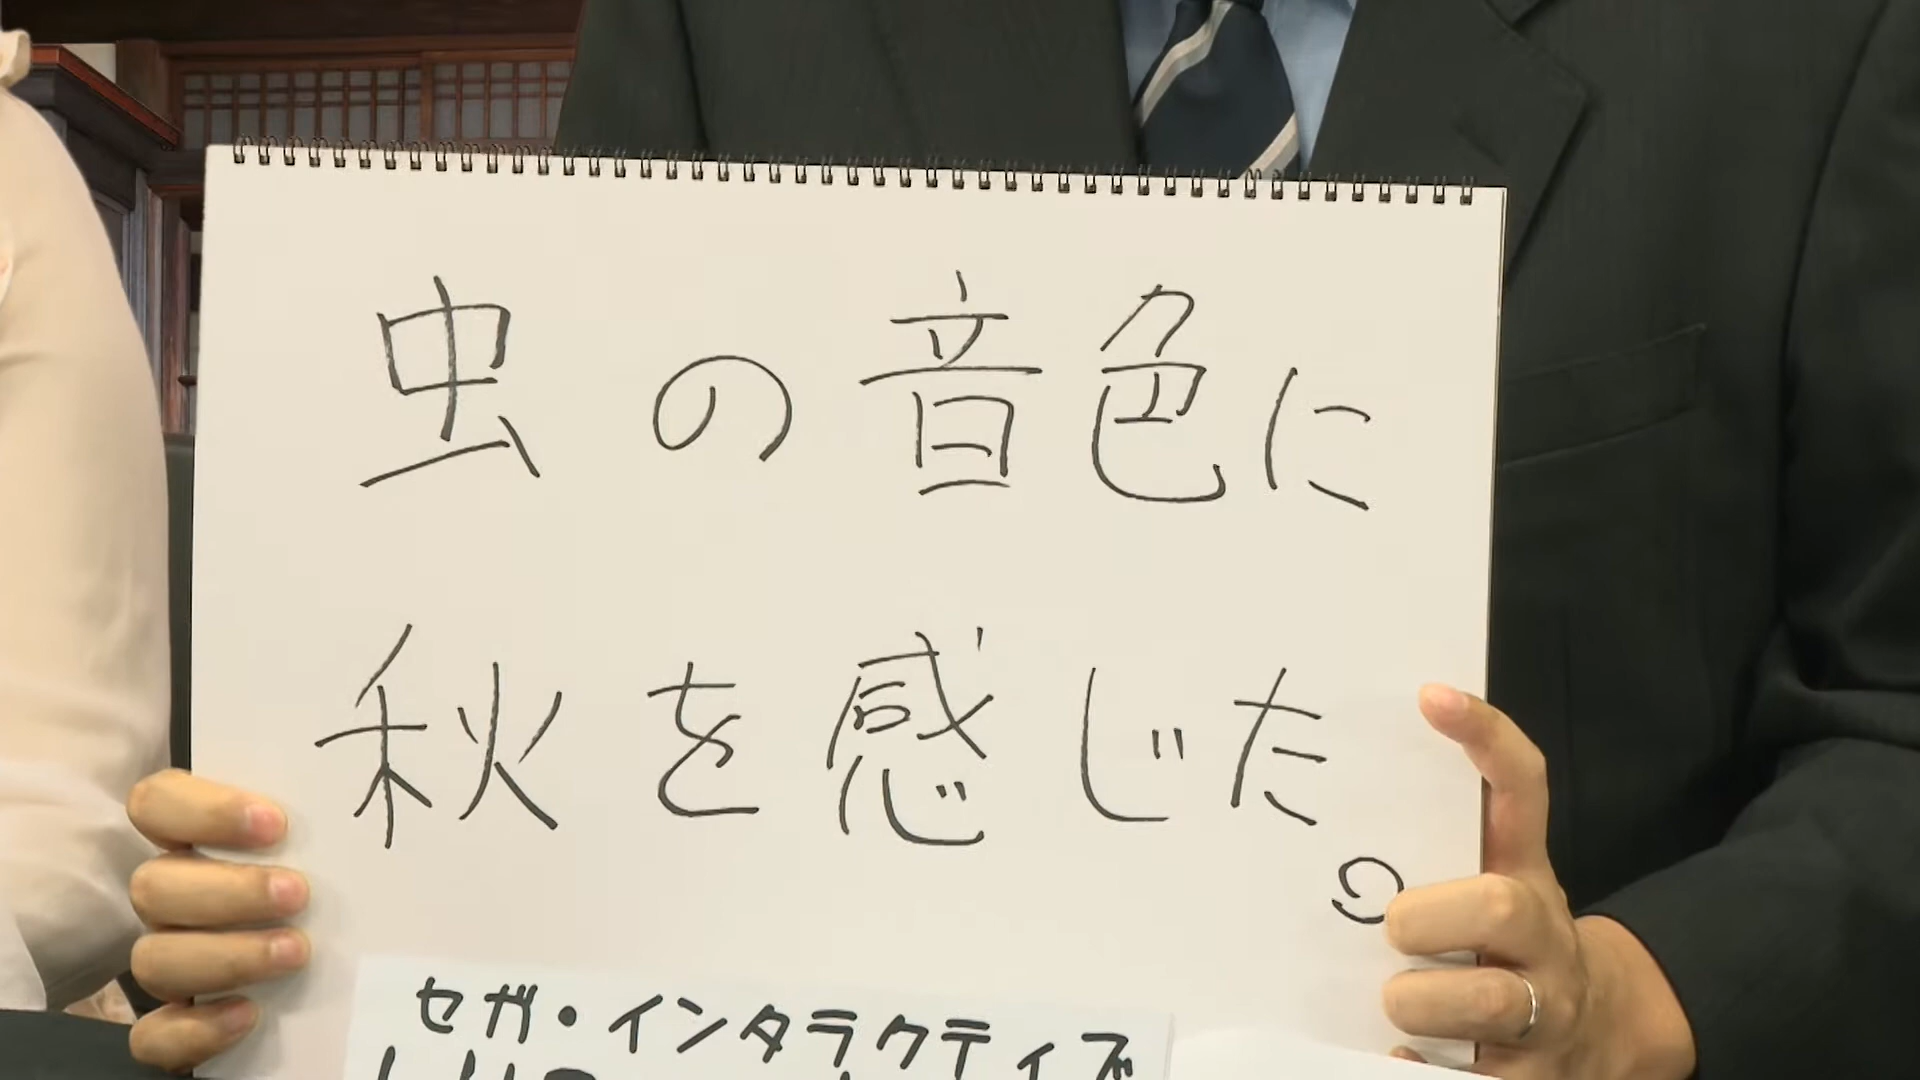 虫の音色に
秋を感じた。
セガ・インタラクティブ